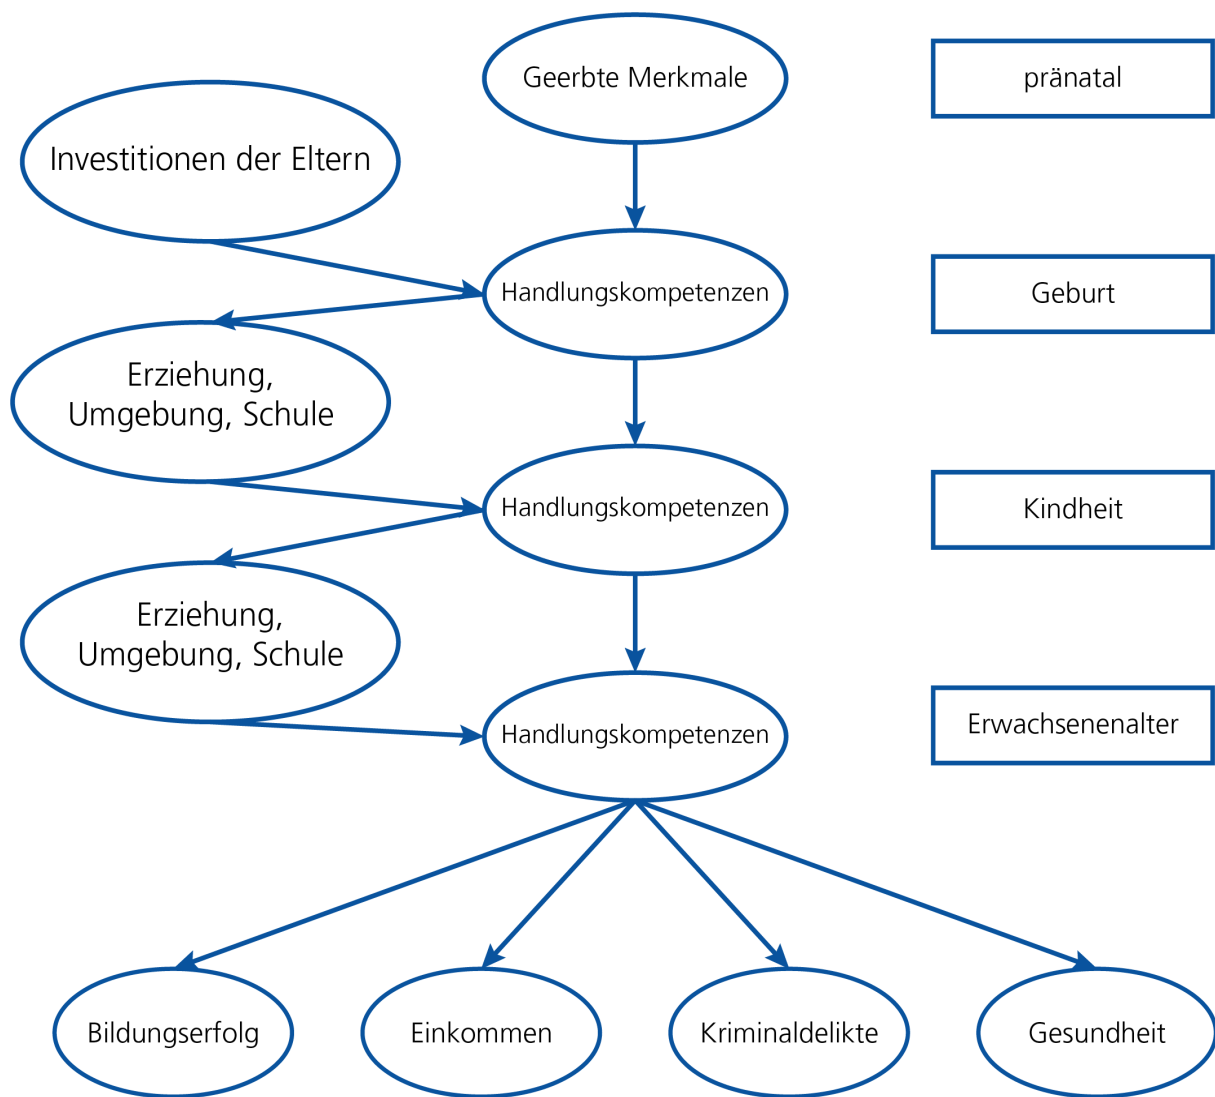 Geerbte Merkmale
pränatal
Investitionen der Eltern
Handlungskompetenzen
Geburt
Erziehung,
Umgebung, Schule
Handlungskompetenzen
Kindheit
Erziehung,
Umgebung, Schule
Handlungskompetenzen
Erwachsenenalter
Bildungserfolg
Einkommen
Kriminaldelikte
Gesundheit